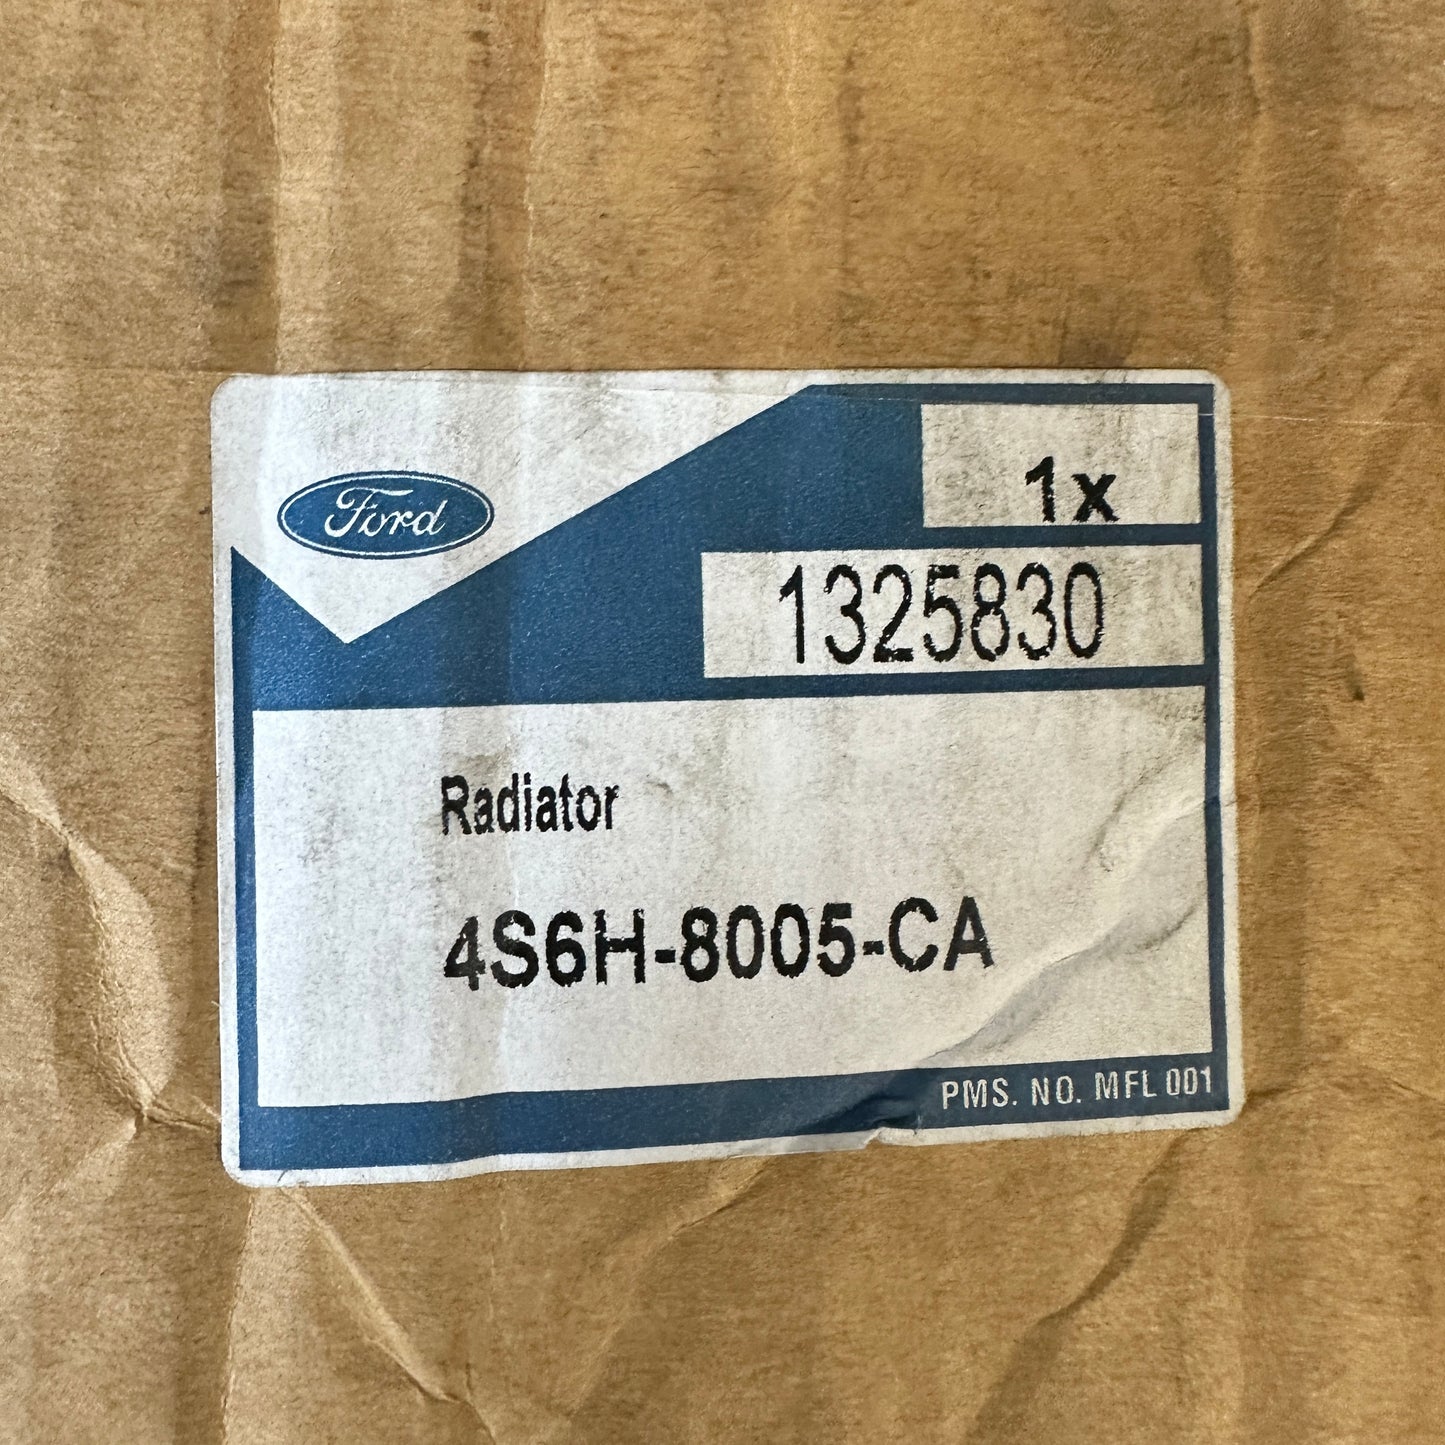 Ford
1x
1325830
Radiator
4S6H-8005-CA
PMS. NO. MFL 001